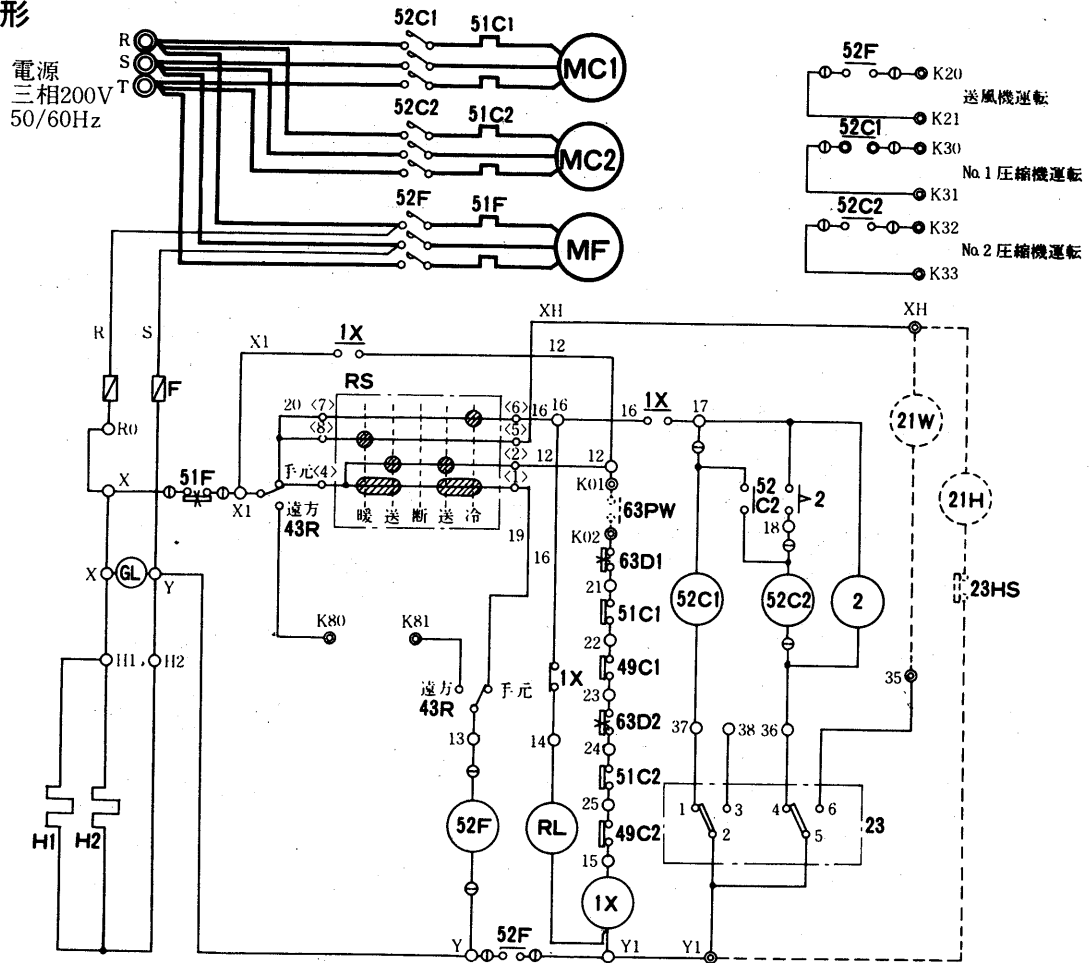 形
52C1 51C1
R
S
T
電源
三相200V
50/60Hz
MC1
52C2 51C2
MC2
52F 51F
MF
52F
K20
送風機運転
K21
52C1
K30
No.1 圧縮機運転
K31
52C2
K32
No.2 圧縮機運転
K33
R S
F
R0
X
51F
X1
X1
1X
12
XH
XH
RS
20 〈7〉
〈8〉
手元〈4〉
遠方
43R
暖 送 断 送 冷
〈6〉 16 16
〈5〉
〈2〉 12
〈1〉
12
19
16
16 1X 17
K01
63PW
K02
63D1
21
51C1
22
49C1
23
63D2
24
51C2
25
49C2
15
1X
52
C2
2
18
52C1
52C2
2
21W
21H
23HS
35
X GL Y
H1 H2
H1 H2
K80 K81
遠方 手元
43R
13
52F
1X
14
RL
37 38 36
1 3 4 6
2 5
23
Y 52F Y1 Y1